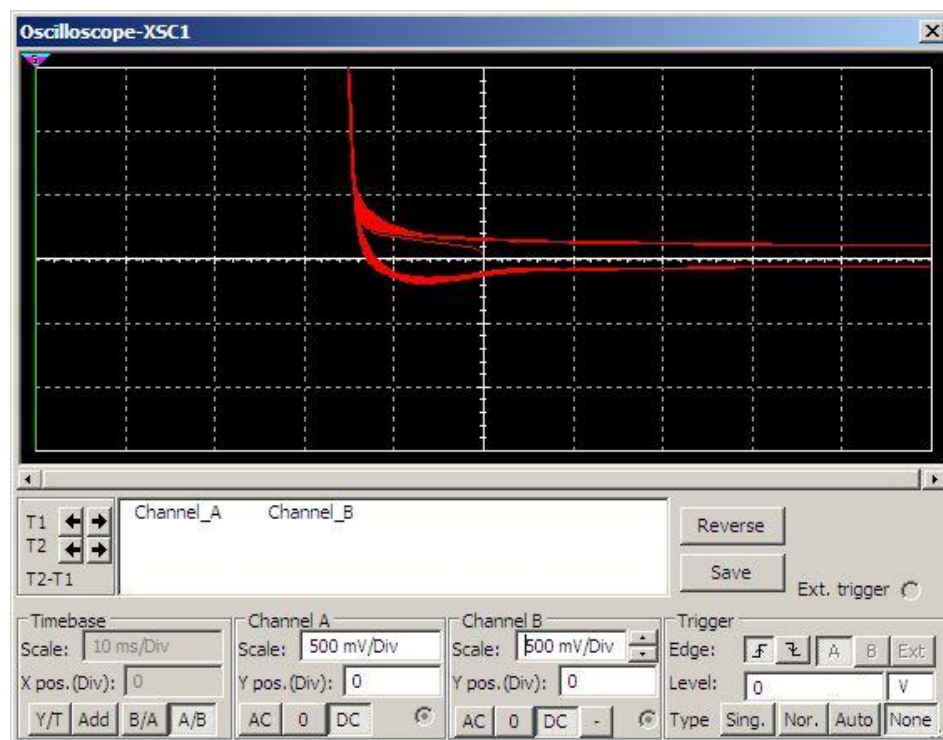 Oscilloscope-XSC1
T1
T2
T2-T1
Channel_A Channel_B
Reverse
Save
Ext. trigger
Timebase
Scale: 10 ms/Div
X pos.(Div): 0
Y/T Add B/A A/B
Channel A
Scale: 500 mV/Div
Y pos.(Div): 0
AC 0 DC
Channel B
Scale: 500 mV/Div
Y pos.(Div): 0
AC 0 DC -
Trigger
Edge: A B Ext
Level: 0 V
Type Sing. Nor. Auto None